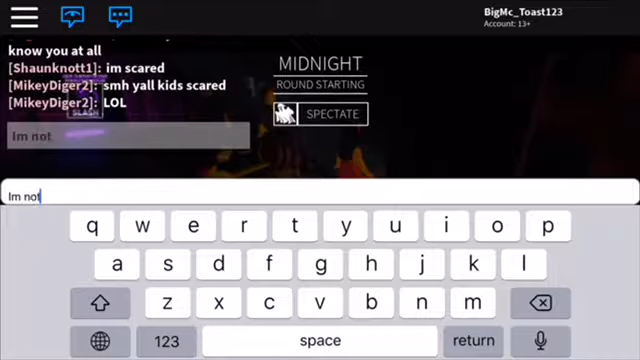 BigMc_Toast123
Account: 13+
know you at all
[Shaunknott1]: im scared
[MikeyDiger2]: smh yall kids scared
[MikeyDiger2]: LOL
SLASH
Im not
MIDNIGHT
ROUND STARTING
SPECTATE
Im not
q w e r t y u i o p
a s d f g h j k l
z x c v b n m
123 space return